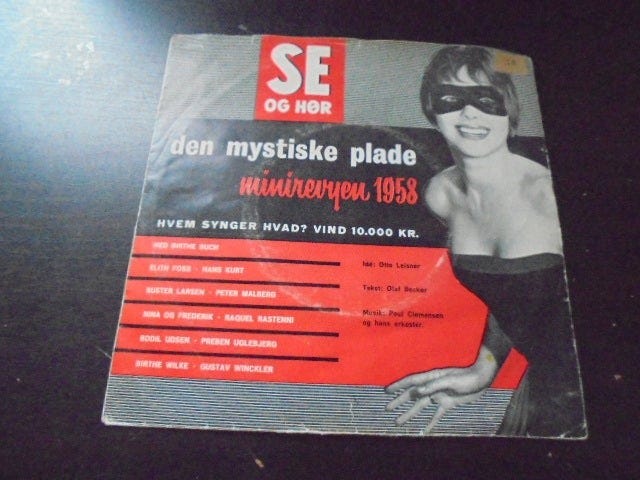 SE
OG HØR
den mystiske plade
minirevyen 1958
HVEM SYNGER HVAD? VIND 10.000 KR.
MED BIRTHE BUCH
ELITH FOSS - HANS KURT
BUSTER LARSEN - PETER MALBERG
NINA OG FREDERIK - RAQUEL RASTENNI
BODIL UDSEN - PREBEN UGLEBJERG
BIRTHE WILKE - GUSTAV WINCKLER
Idé: Otto Leisner
Tekst: Olaf Becker
Musik: Poul Clemensen
og hans orkester.